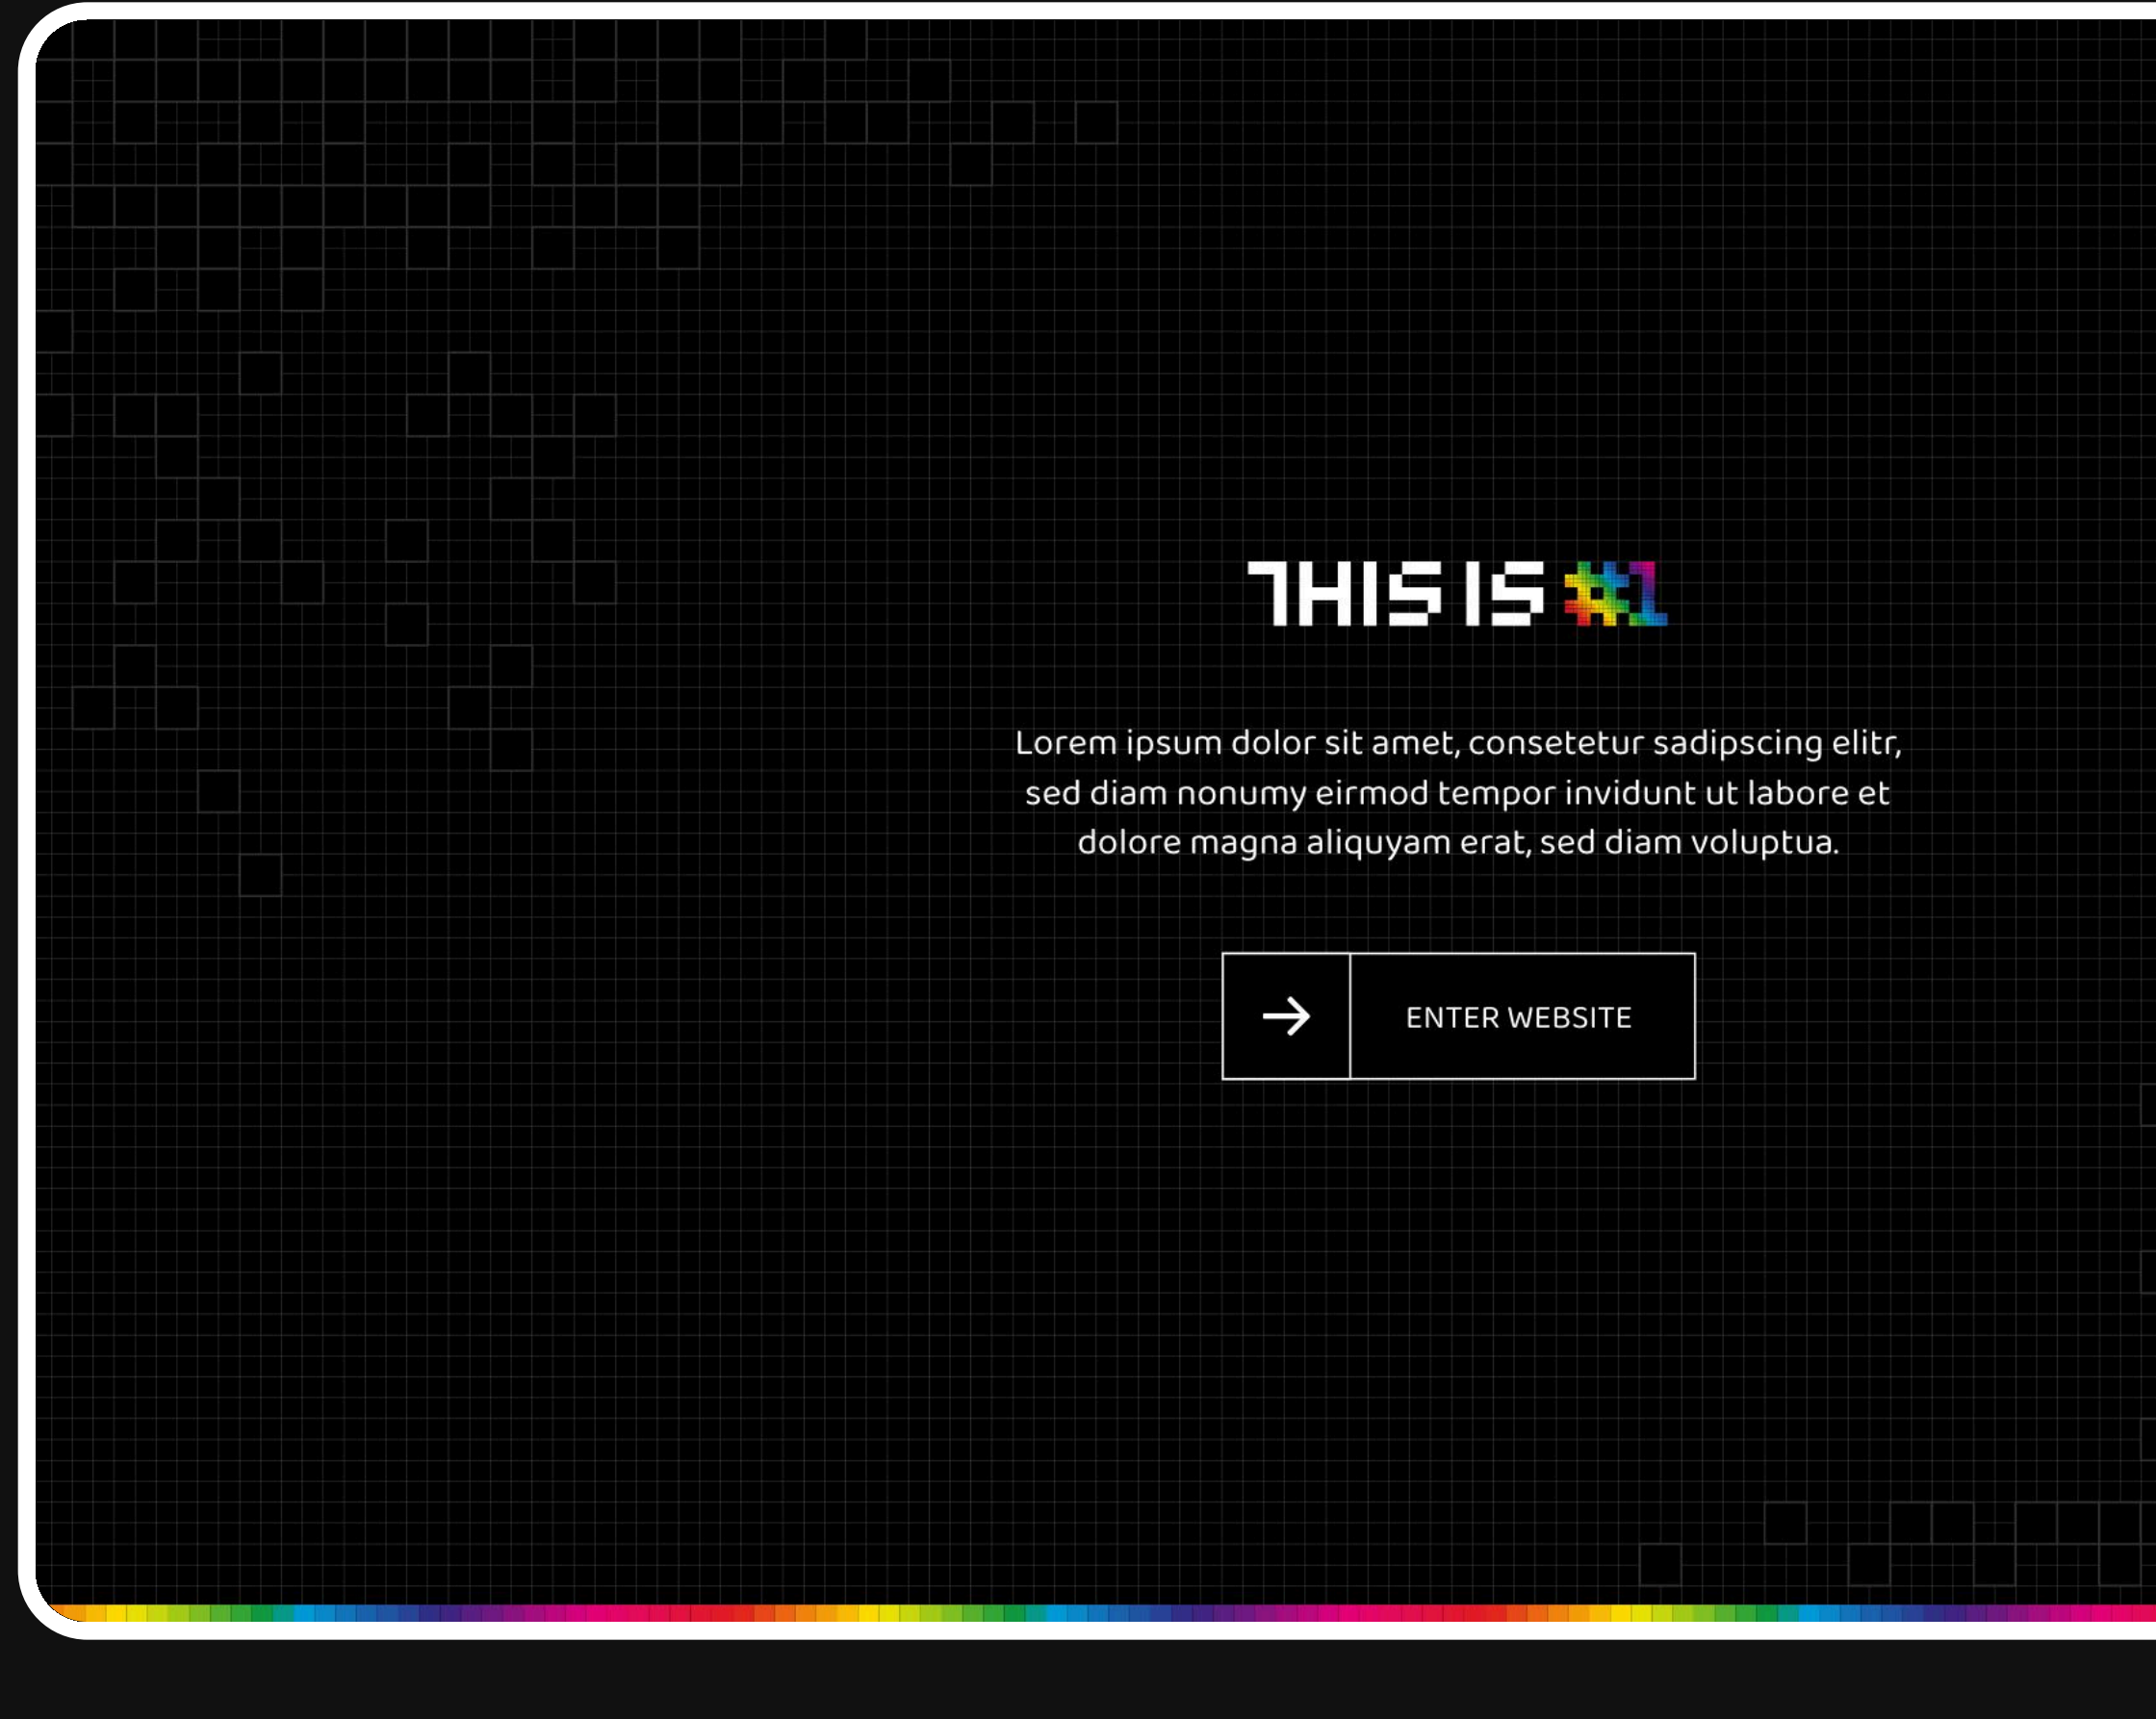 THIS IS #1
Lorem ipsum dolor sit amet, consetetur sadipscing elitr,
sed diam nonumy eirmod tempor invidunt ut labore et
dolore magna aliquyam erat, sed diam voluptua.
ENTER WEBSITE